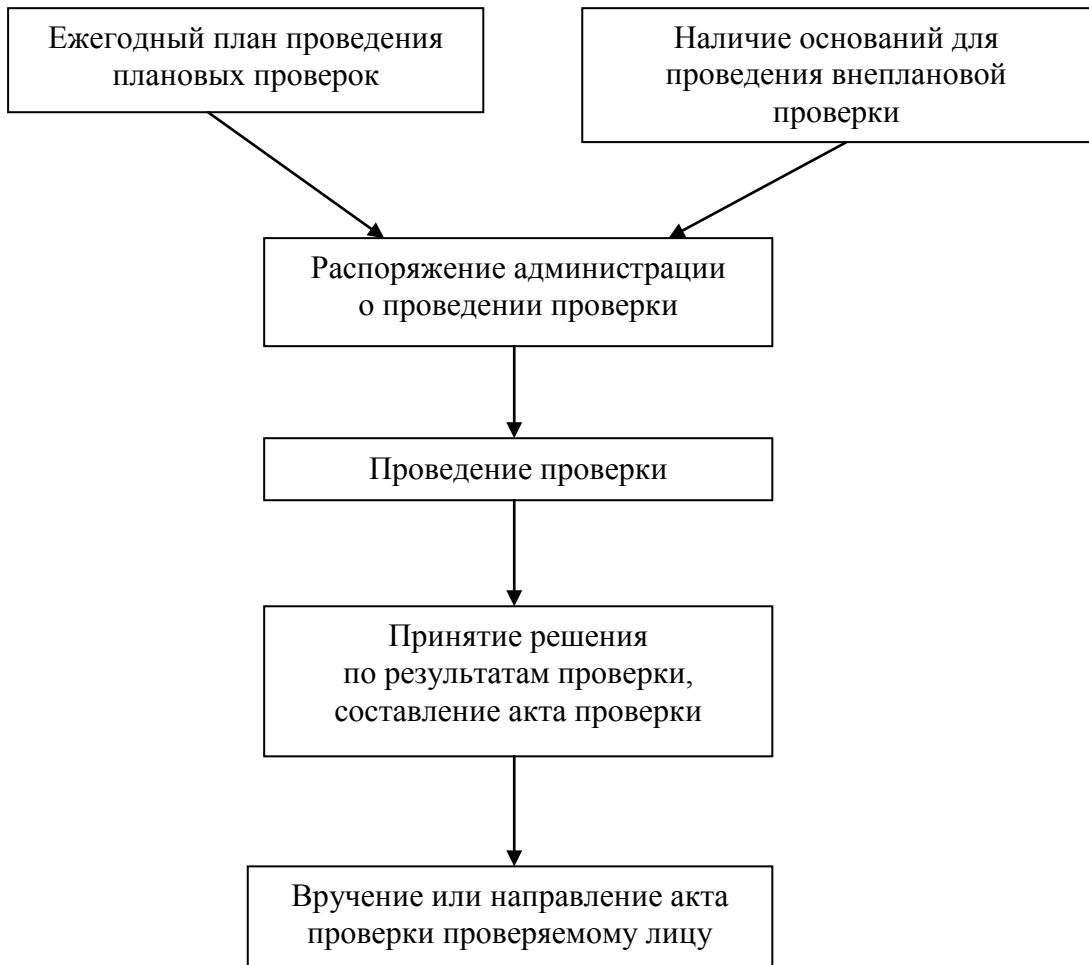 Ежегодный план проведения
плановых проверок
Наличие оснований для
проведения внеплановой
проверки
Распоряжение администрации
о проведении проверки
Проведение проверки
Принятие решения
по результатам проверки,
составление акта проверки
Вручение или направление акта
проверки проверяемому лицу